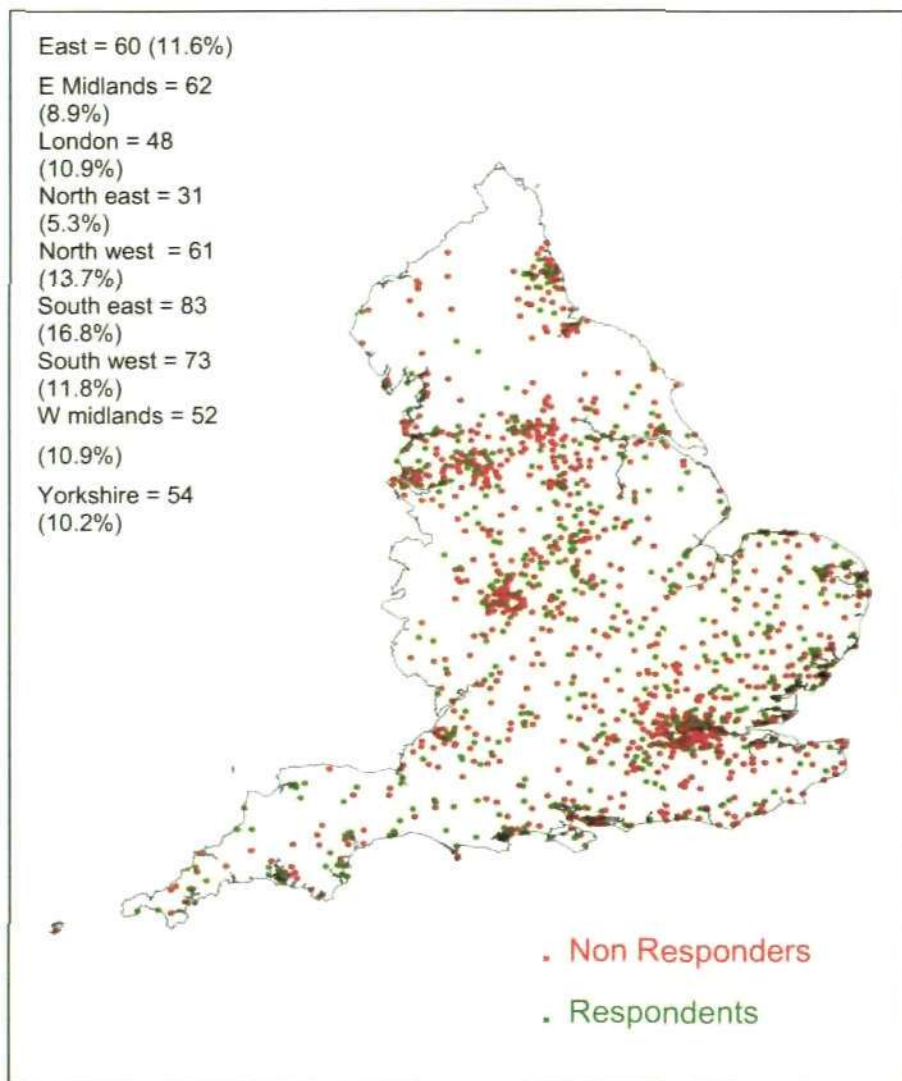 East = 60 (11.6%)
E Midlands = 62
(8.9%)
London = 48
(10.9%)
North east = 31
(5.3%)
North west = 61
(13.7%)
South east = 83
(16.8%)
South west = 73
(11.8%)
W midlands = 52
(10.9%)
Yorkshire = 54
(10.2%)
. Non Responders
. Respondents